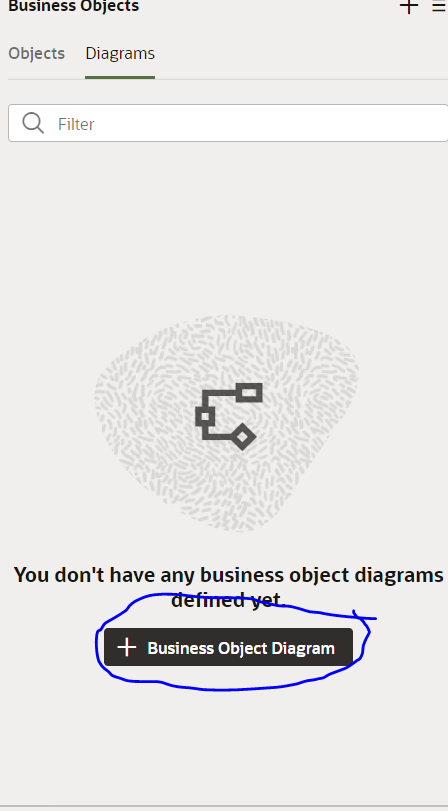 Business Objects
Objects Diagrams
Filter
You don't have any business object diagrams
defined yet.
Business Object Diagram